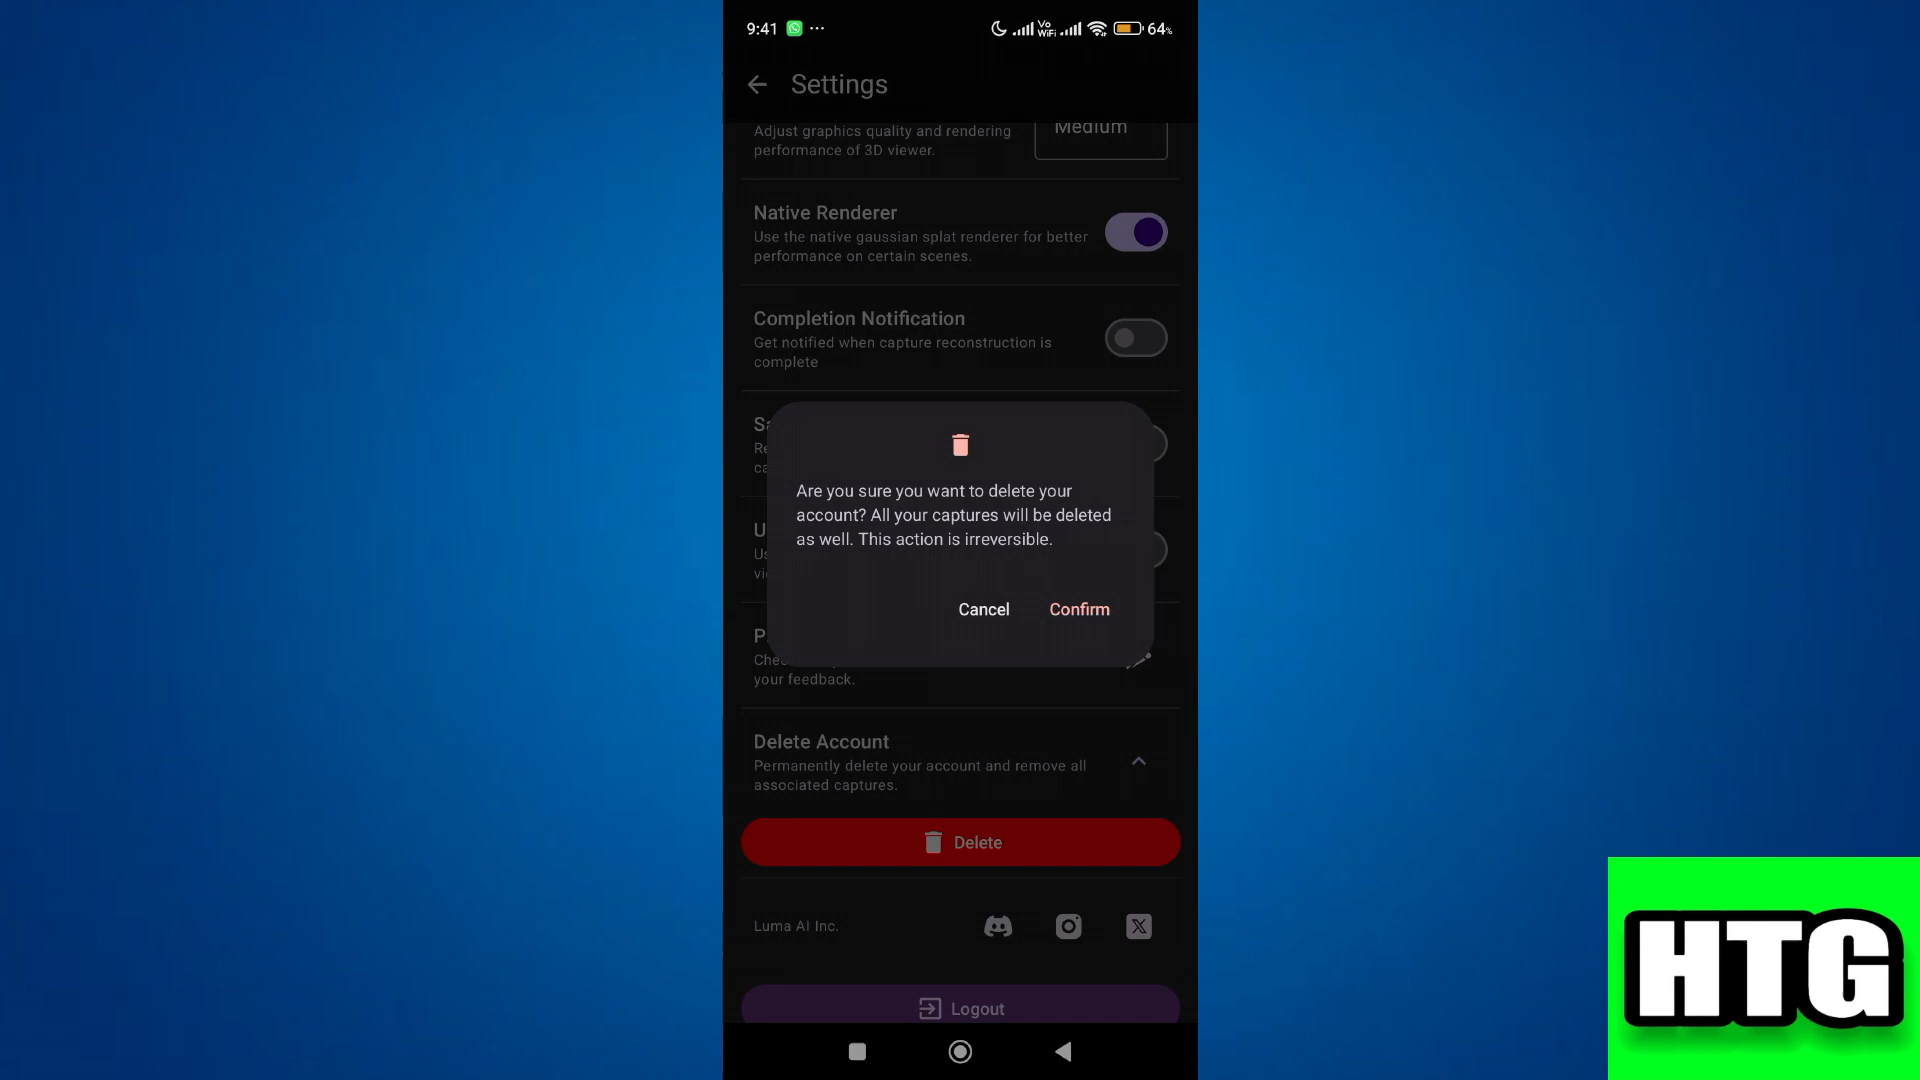 9:41
Vo
WiFi
64%
Settings
Adjust graphics quality and rendering
performance of 3D viewer.
Medium
Native Renderer
Use the native gaussian splat renderer for better
performance on certain scenes.
Completion Notification
Get notified when capture reconstruction is
complete
Are you sure you want to delete your
account? All your captures will be deleted
as well. This action is irreversible.
Cancel
Confirm
your feedback.
Delete Account
Permanently delete your account and remove all
associated captures.
Delete
Luma AI Inc.
Logout
HTG